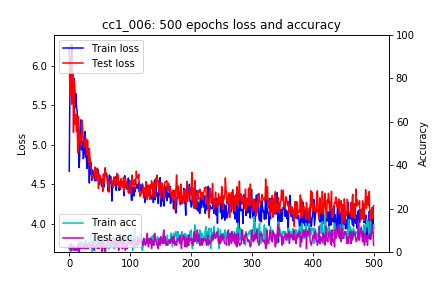 cc1_006: 500 epochs loss and accuracy
Train loss
Test loss
Train acc
Test acc
Loss
Accuracy
6.0
5.5
5.0
4.5
4.0
100
80
60
40
20
0
0
100
200
300
400
500